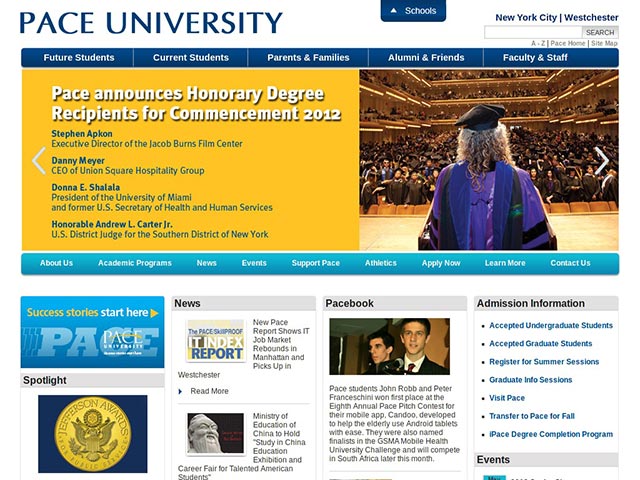 PACE UNIVERSITY
Schools
New York City | Westchester
SEARCH
A - Z | Pace Home | Site Map
Future Students
Current Students
Parents & Families
Alumni & Friends
Faculty & Staff
Pace announces Honorary Degree
Recipients for Commencement 2012
Stephen Apkon
Executive Director of the Jacob Burns Film Center
Danny Meyer
CEO of Union Square Hospitality Group
Donna E. Shalala
President of the University of Miami
and former U.S. Secretary of Health and Human Services
Honorable Andrew L. Carter Jr.
U.S. District Judge for the Southern District of New York
About Us
Academic Programs
News
Events
Support Pace
Athletics
Apply Now
Learn More
Contact Us
Success stories start here
PACE
PACE
UNIVERSITY
Spotlight
JEFFERSON AWARDS
News
The PACE/SkillPROOF
IT INDEX
REPORT
New Pace
Report Shows IT
Job Market
Rebounds in
Manhattan and
Picks Up in
Westchester
Read More
Ministry of
Education of
China to Hold
"Study in China
Education
Exhibition and
Career Fair for Talented American
Students"
Pacebook
Pace students John Robb and Peter
Franceschini won first place at the
Eighth Annual Pace Pitch Contest for
their mobile app, Candoo, developed
to help the elderly use Android tablets
with ease. They were also named
finalists in the GSMA Mobile Health
University Challenge and will compete
in South Africa later this month.
Admission Information
Accepted Undergraduate Students
Accepted Graduate Students
Register for Summer Sessions
Graduate Info Sessions
Visit Pace
Transfer to Pace for Fall
iPace Degree Completion Program
Events